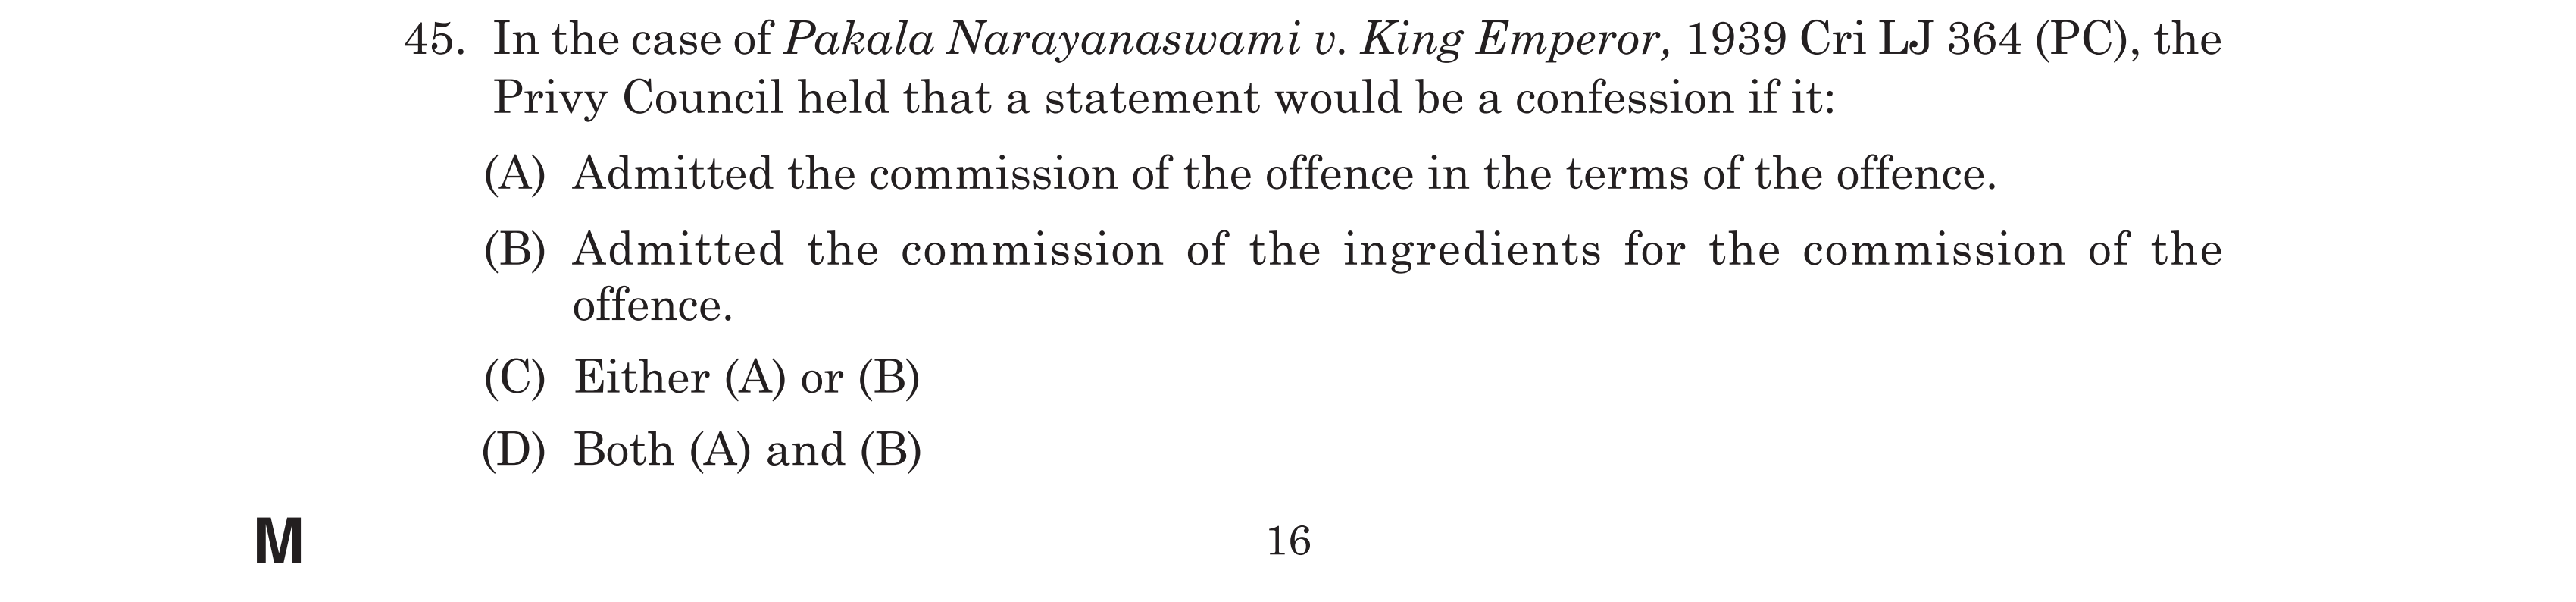 45. In the case of Pakala Narayanaswami v. King Emperor, 1939 Cri LJ 364 (PC), the
Privy Council held that a statement would be a confession if it:
(A) Admitted the commission of the offence in the terms of the offence.
(B) Admitted the commission of the ingredients for the commission of the
offence.
(C) Either (A) or (B)
(D) Both (A) and (B)
M 16